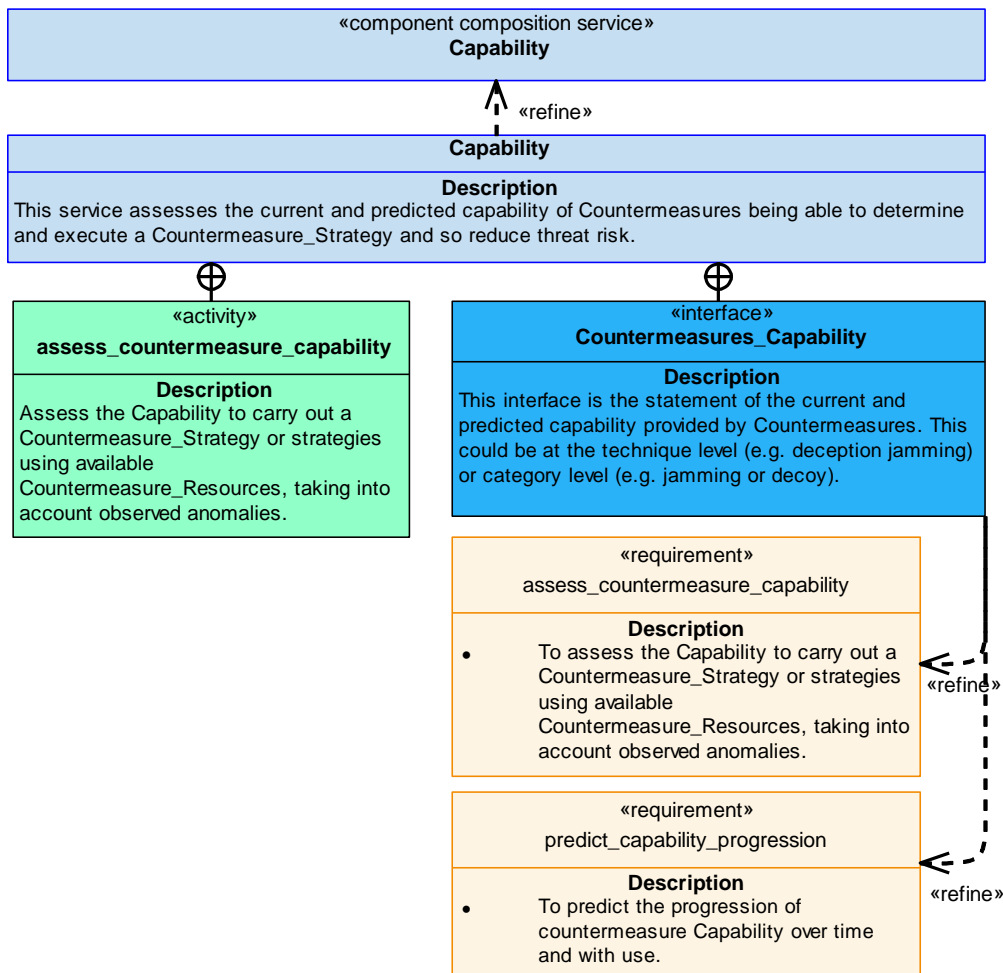 «component composition service»
Capability
«refine»
Capability
Description
This service assesses the current and predicted capability of Countermeasures being able to determine
and execute a Countermeasure_Strategy and so reduce threat risk.
«activity»
assess_countermeasure_capability
Description
Assess the Capability to carry out a
Countermeasure_Strategy or strategies
using available
Countermeasure_Resources, taking into
account observed anomalies.
«interface»
Countermeasures_Capability
Description
This interface is the statement of the current and
predicted capability provided by Countermeasures. This
could be at the technique level (e.g. deception jamming)
or category level (e.g. jamming or decoy).
«requirement»
assess_countermeasure_capability
Description
• To assess the Capability to carry out a
Countermeasure_Strategy or strategies
using available
Countermeasure_Resources, taking into
account observed anomalies.
«refine»
«requirement»
predict_capability_progression
Description
• To predict the progression of
countermeasure Capability over time
and with use.
«refine»